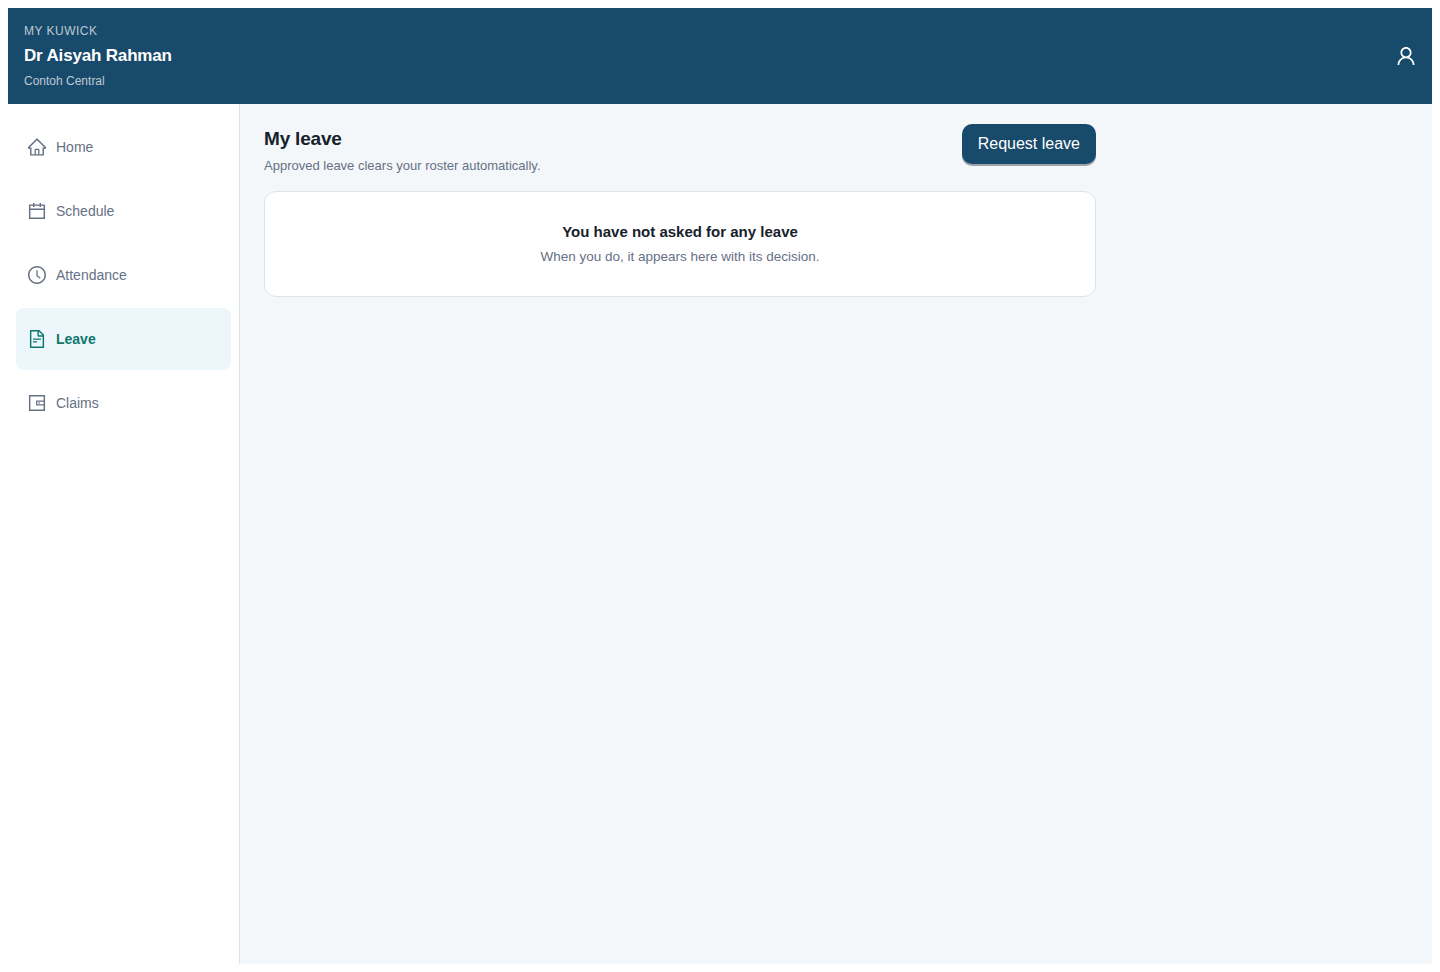 MY KUWICK
Dr Aisyah Rahman
Contoh Central
Home
Schedule
Attendance
Leave
Claims
My leave
Approved leave clears your roster automatically.
Request leave
You have not asked for any leave
When you do, it appears here with its decision.